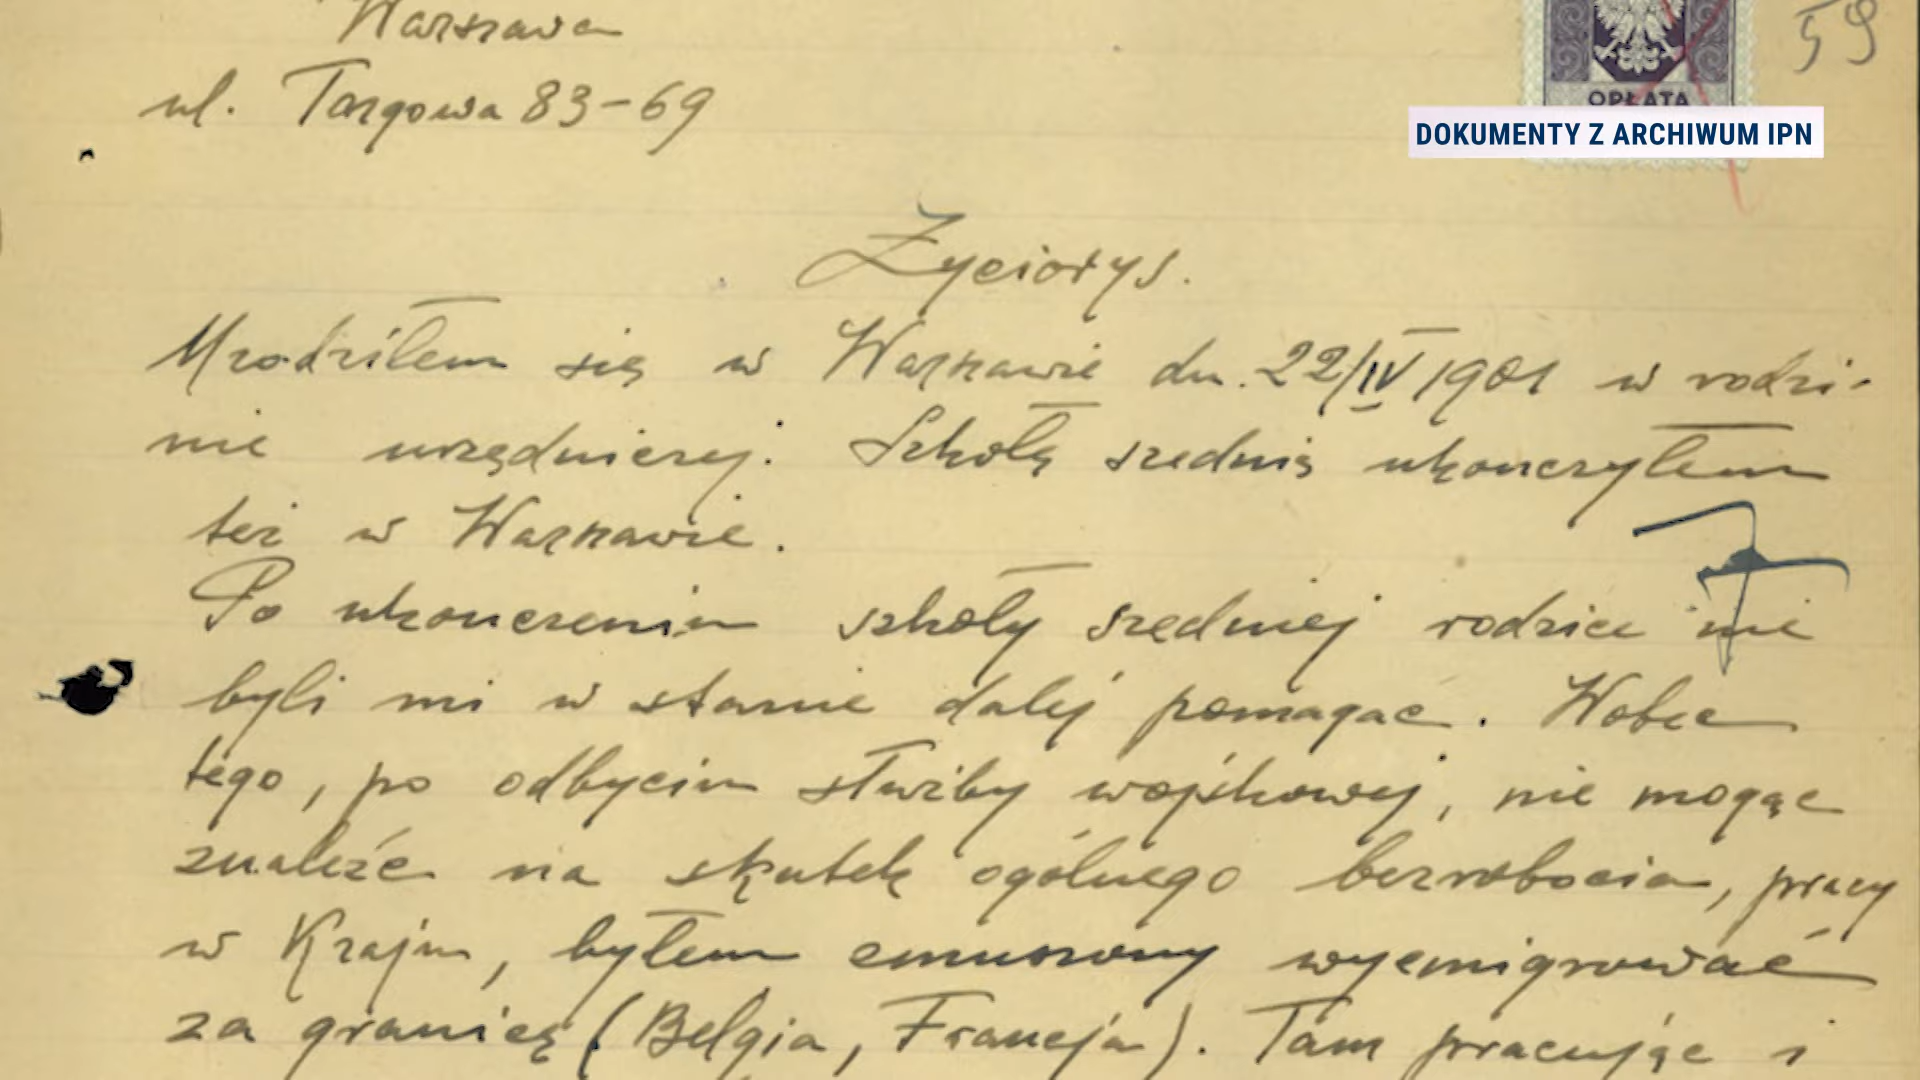 Warszawa
59
ul. Targowa 83-69
OPŁATA
DOKUMENTY Z ARCHIWUM IPN
Życiorys.
Urodziłem się w Warszawie dn. 22/IV 1901 w rodzi-
nie urzędniczej. Szkołę średnią ukończyłem
też w Warszawie.
Po ukończeniu szkoły średniej rodzice nie
byli mi w stanie dalej pomagać. Wobec
tego, po odbyciu służby wojskowej, nie mogąc
znaleźć na skutek ogólnego bezrobocia, pracy
w Kraju, byłem zmuszony wyemigrować
za granicę (Belgia, Francja). Tam pracując i